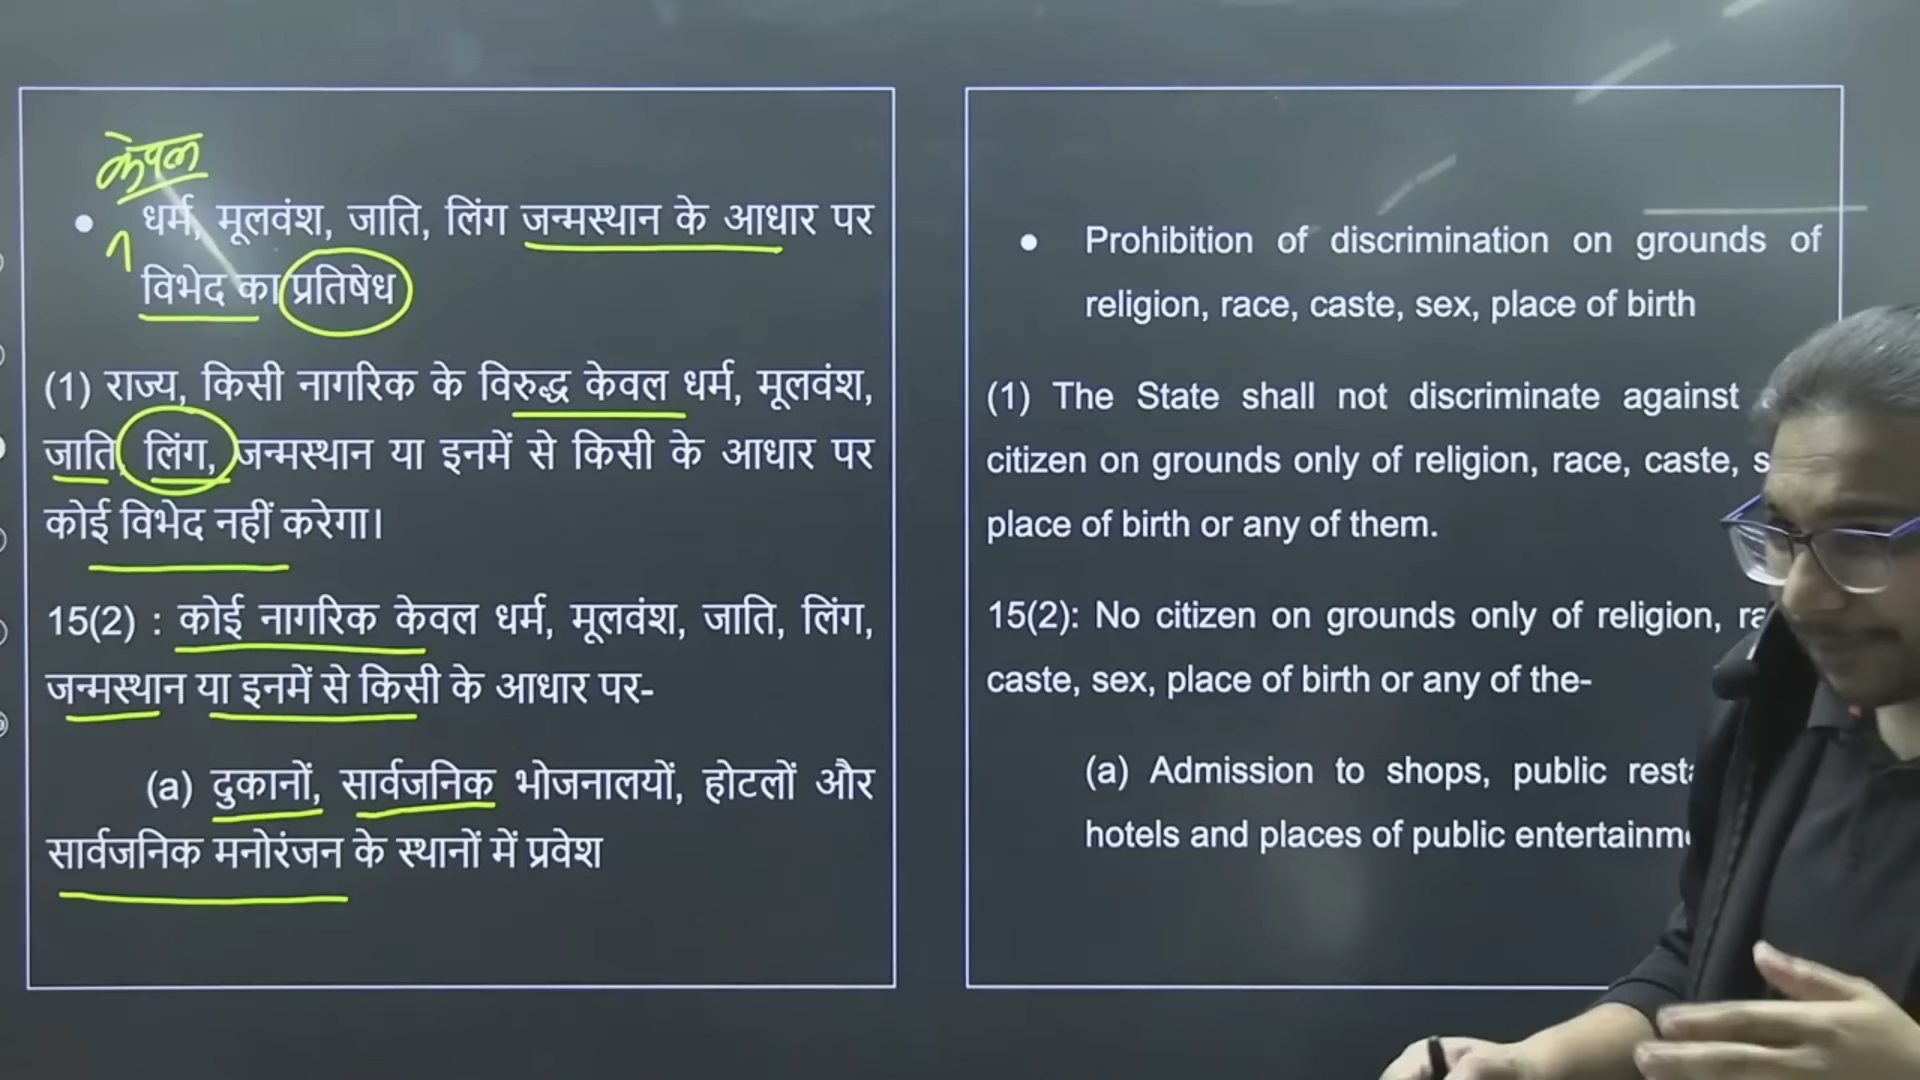 केवल
• धर्म, मूलवंश, जाति, लिंग जन्मस्थान के आधार पर
विभेद का प्रतिषेध
(1) राज्य, किसी नागरिक के विरुद्ध केवल धर्म, मूलवंश,
जाति, लिंग, जन्मस्थान या इनमें से किसी के आधार पर
कोई विभेद नहीं करेगा।
15(2) : कोई नागरिक केवल धर्म, मूलवंश, जाति, लिंग,
जन्मस्थान या इनमें से किसी के आधार पर-
(a) दुकानों, सार्वजनिक भोजनालयों, होटलों और
सार्वजनिक मनोरंजन के स्थानों में प्रवेश
• Prohibition of discrimination on grounds of
religion, race, caste, sex, place of birth
(1) The State shall not discriminate against
citizen on grounds only of religion, race, caste,
place of birth or any of them.
15(2): No citizen on grounds only of religion,
caste, sex, place of birth or any of the-
(a) Admission to shops, public
hotels and places of public